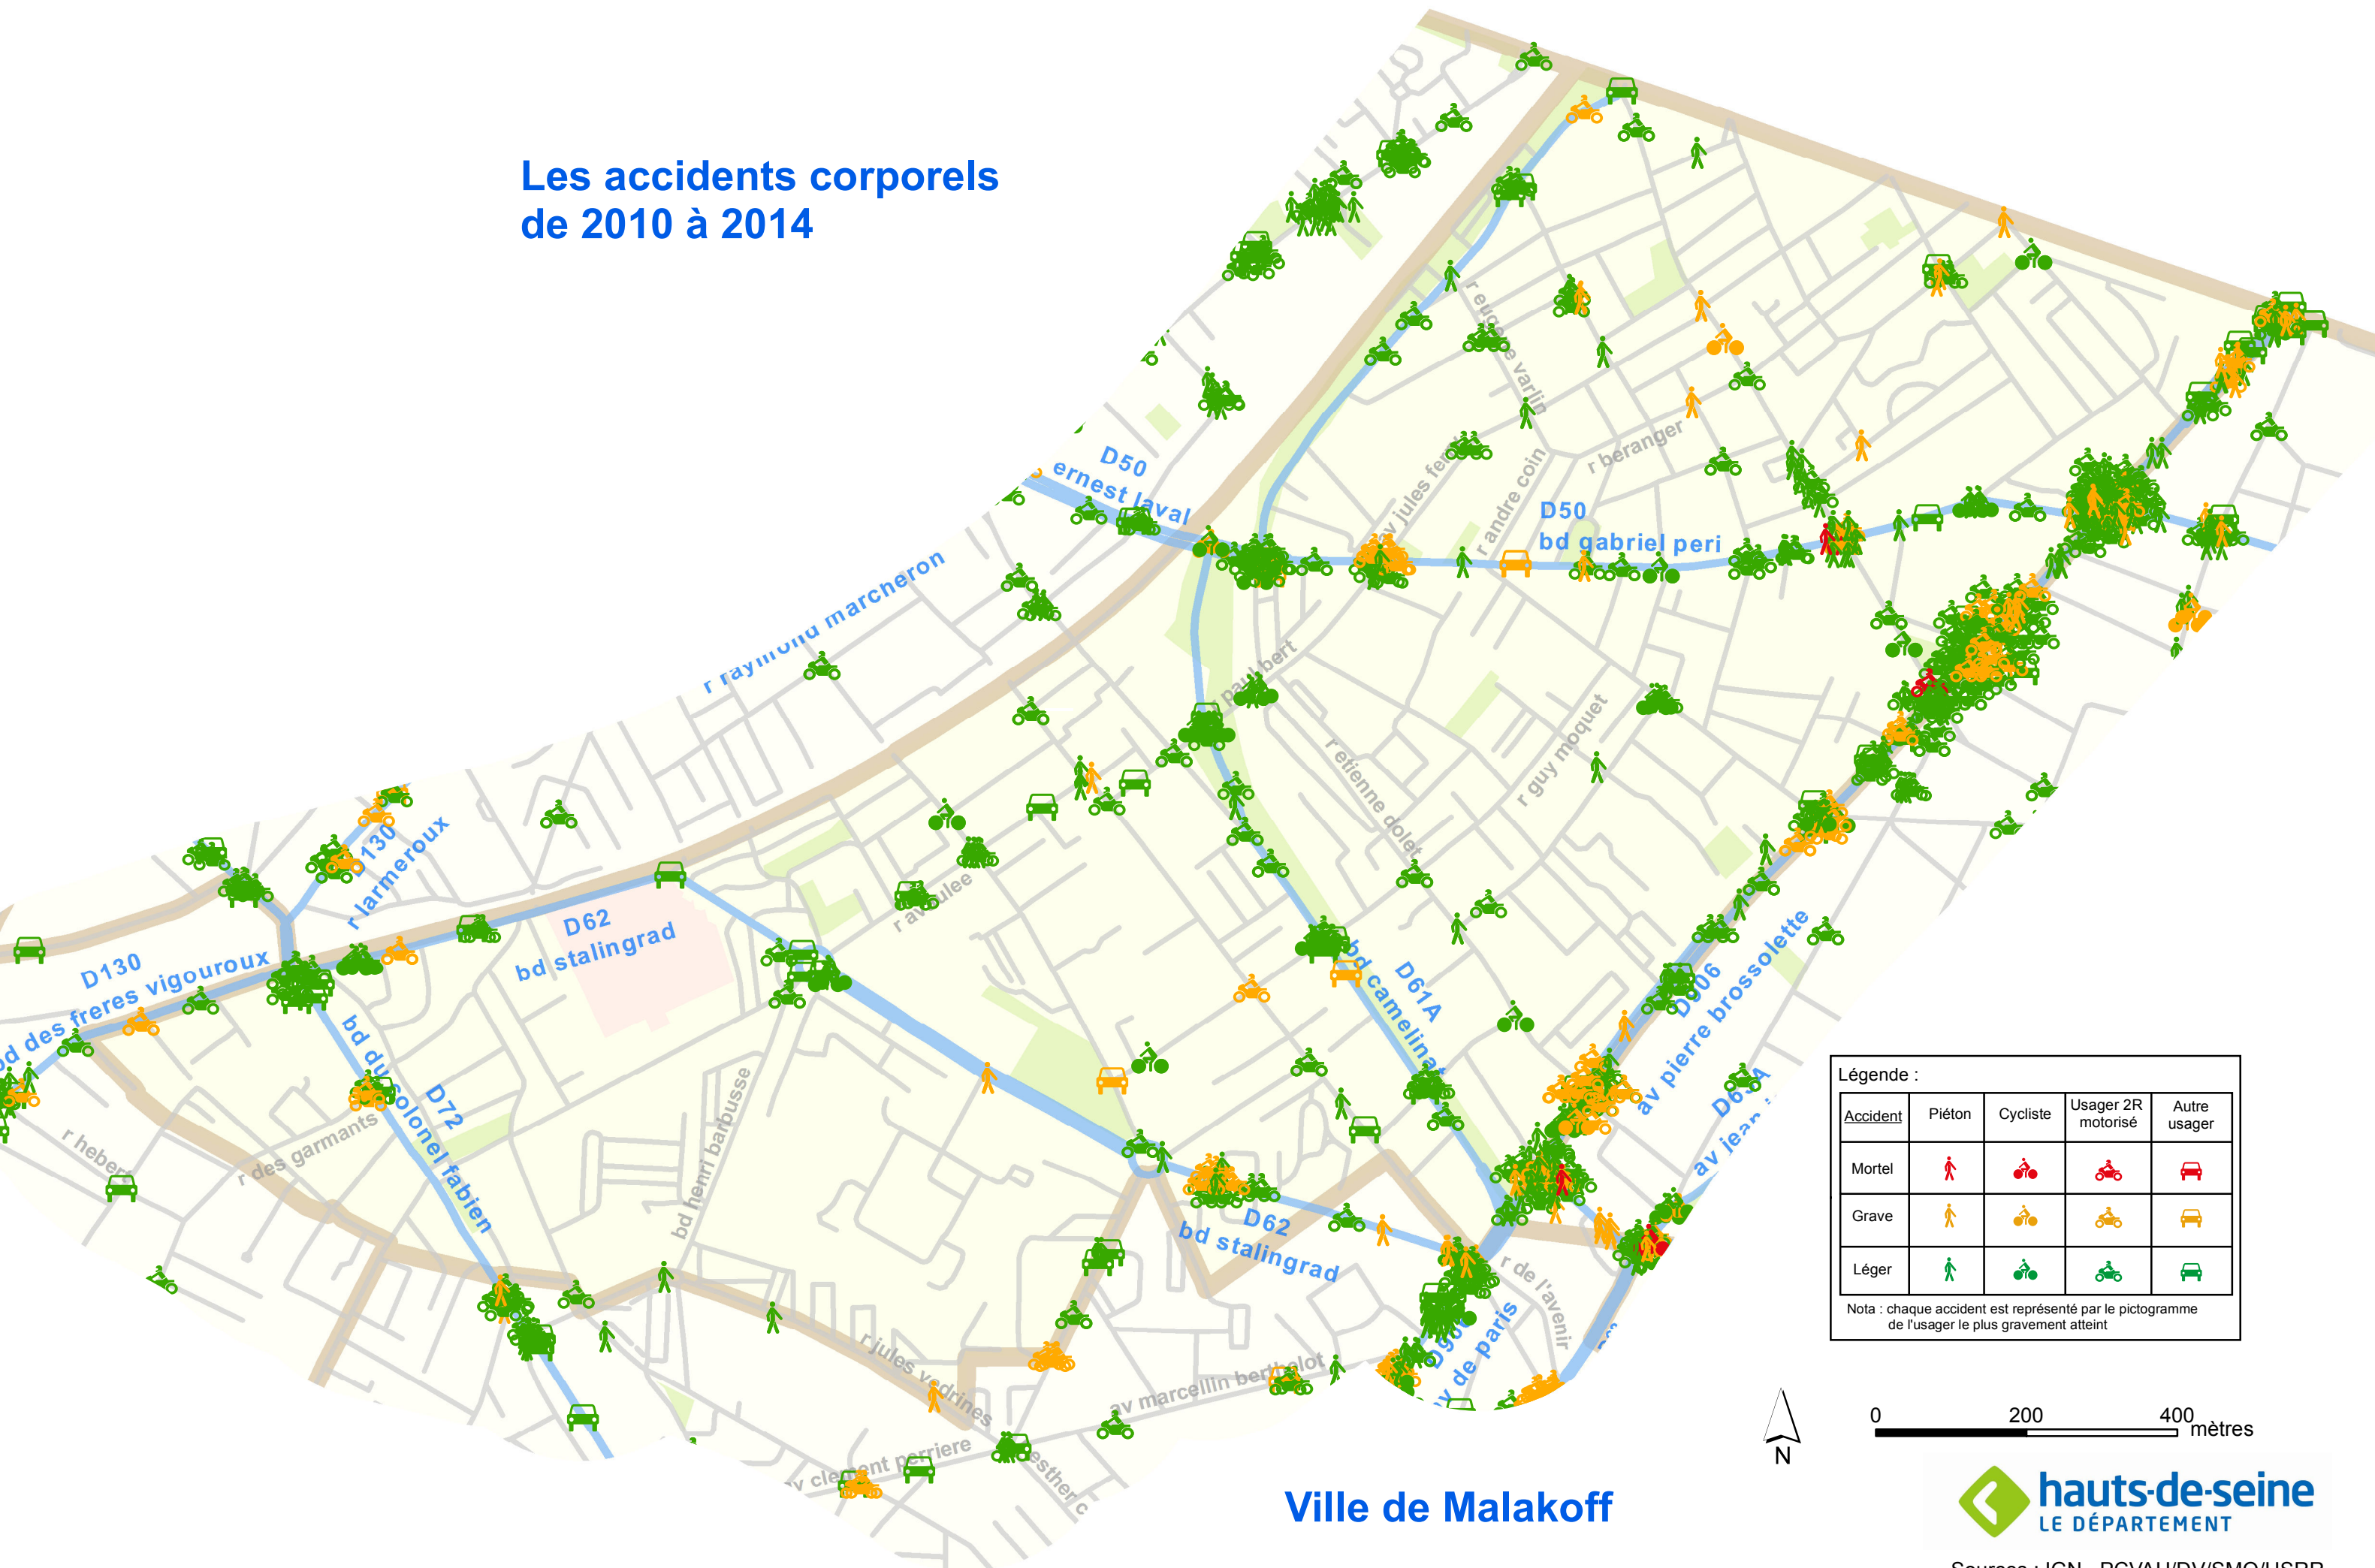 Les accidents corporels
de 2010 à 2014
D50
ernest laval
r eugene varlin
r beranger
av jules ferry
r andre coin
D50
bd gabriel peri
r raymond marcheron
paul bert
r etienne dolet
r guy moquet
D130
r larmeroux
D62
bd stalingrad
D130
bd des freres vigouroux
bd du colonel fabien
D72
r hebert
r des garmants
bd henri barbusse
D61A
bd camelinat
D906
av pierre brossolette
D63A
av jean
D62
bd stalingrad
r de l'avenir
av de paris
r jules vedrines
av marcellin berthelot
av clement perriere
esther c
Légende :
Accident Piéton Cycliste Usager 2R motorisé Autre usager
Mortel
Grave
Léger
Nota : chaque accident est représenté par le pictogramme
de l'usager le plus gravement atteint
0 200 400 mètres
N
Ville de Malakoff
hauts-de-seine
LE DÉPARTEMENT